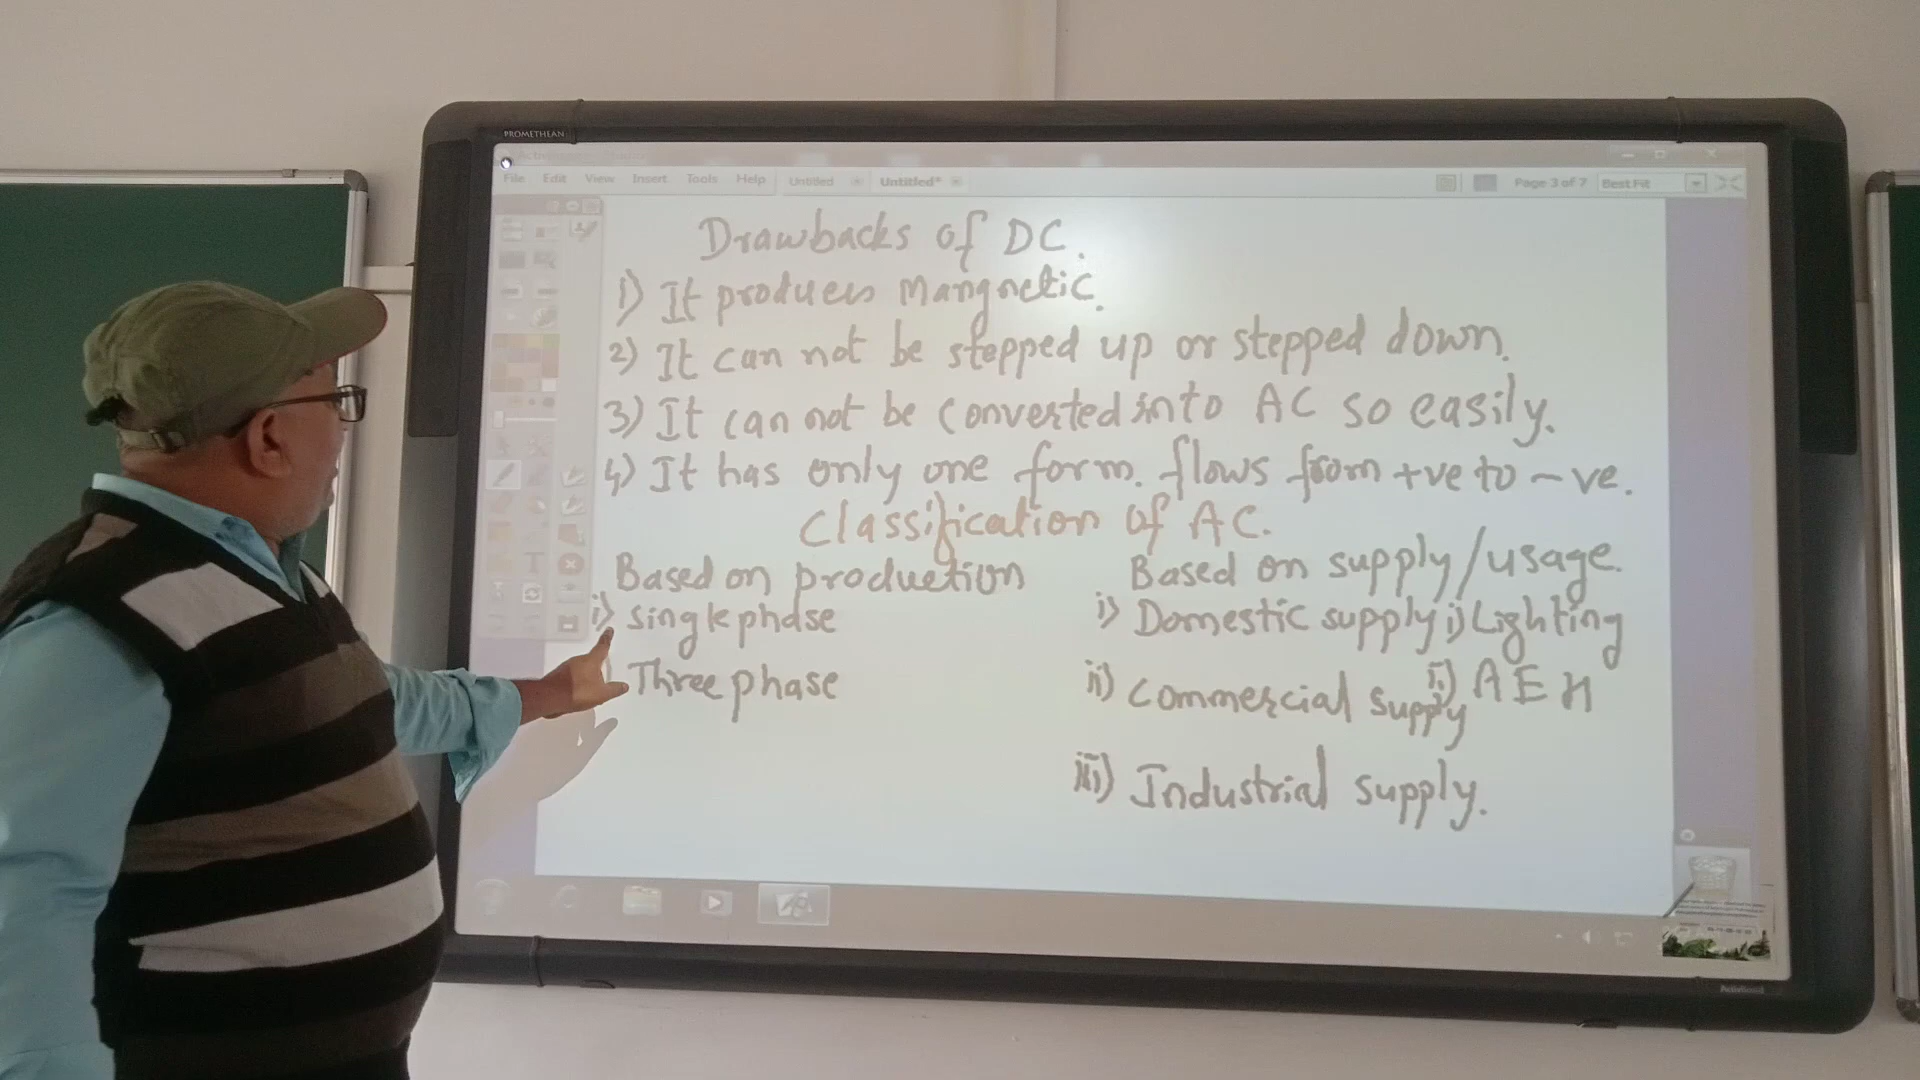 PROMETHEAN
File Edit View Insert Tools Help Untitled Untitled* Page 3 of 7 Best Fit
Drawbacks of DC.
1) It produces Mangnetic.
2) It can not be stepped up or stepped down.
3) It can not be converted into AC so easily.
4) It has only one form. flows from +ve to -ve.
Classification of AC.
Based on production Based on supply/usage.
i) single phase i) Domestic supply i) Lighting
Three phase ii) Commercial supply ii) A E H
iii) Industrial supply.